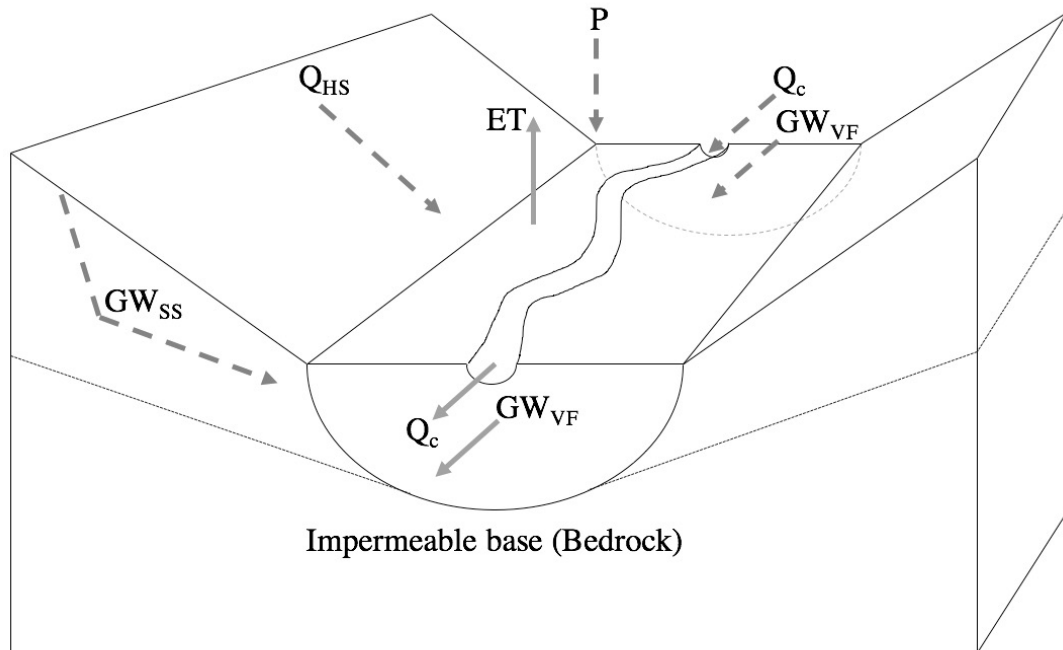 P
Q_HS
Q_c
ET
GW_VF
GW_SS
Q_c
GW_VF
Impermeable base (Bedrock)